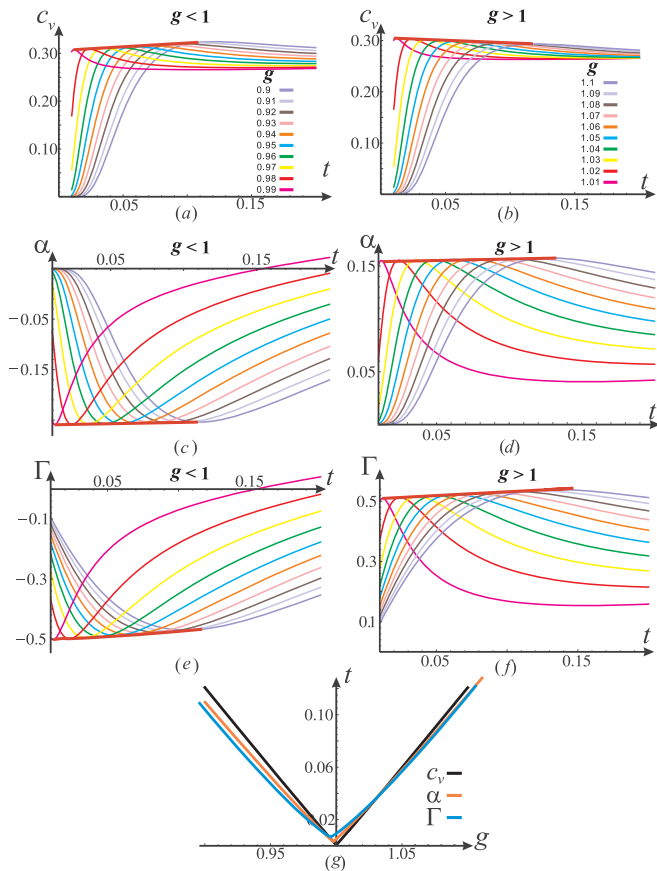 c_v g < 1
0.30
0.20
0.10
g
0.9
0.91
0.92
0.93
0.94
0.95
0.96
0.97
0.98
0.99
t
0.05 0.15
(a)
c_v g > 1
0.30
0.20
0.10
g
1.1
1.09
1.08
1.07
1.06
1.05
1.04
1.03
1.02
1.01
t
0.05 0.15
(b)
α g < 1
0.05 0.15 t
−0.05
−0.15
(c)
α g > 1
0.15
0.05
t
0.05 0.15 0.2
(d)
Γ g < 1
0.05 0.15 t
−0.1
−0.3
−0.5
(e)
Γ g > 1
0.5
0.3
0.1
t
0.05 0.15
(f)
t
0.10
0.06
.02
c_v
α
Γ
0.95 1.05 g
(g)